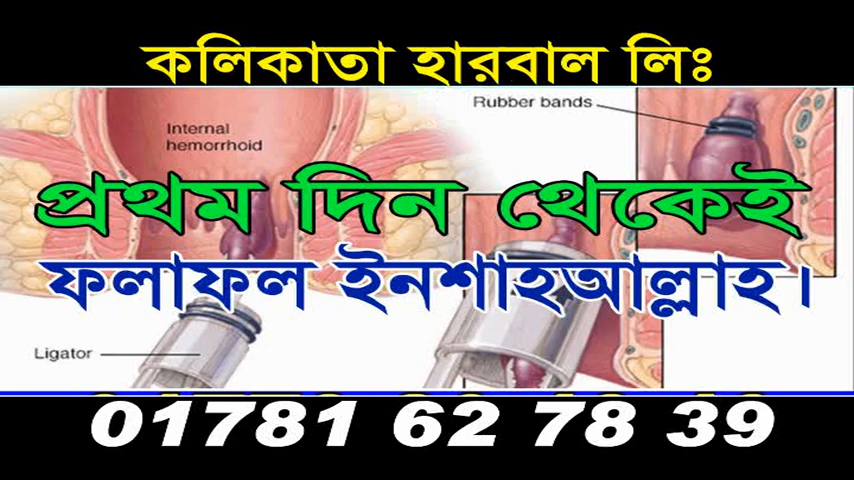 কলিকাতা হারবাল লিঃ
Rubber bands
Internal
hemorrhoid
প্রথম দিন থেকেই
ফলাফল ইনশাহআল্লাহ।
Ligator
01781 62 78 39